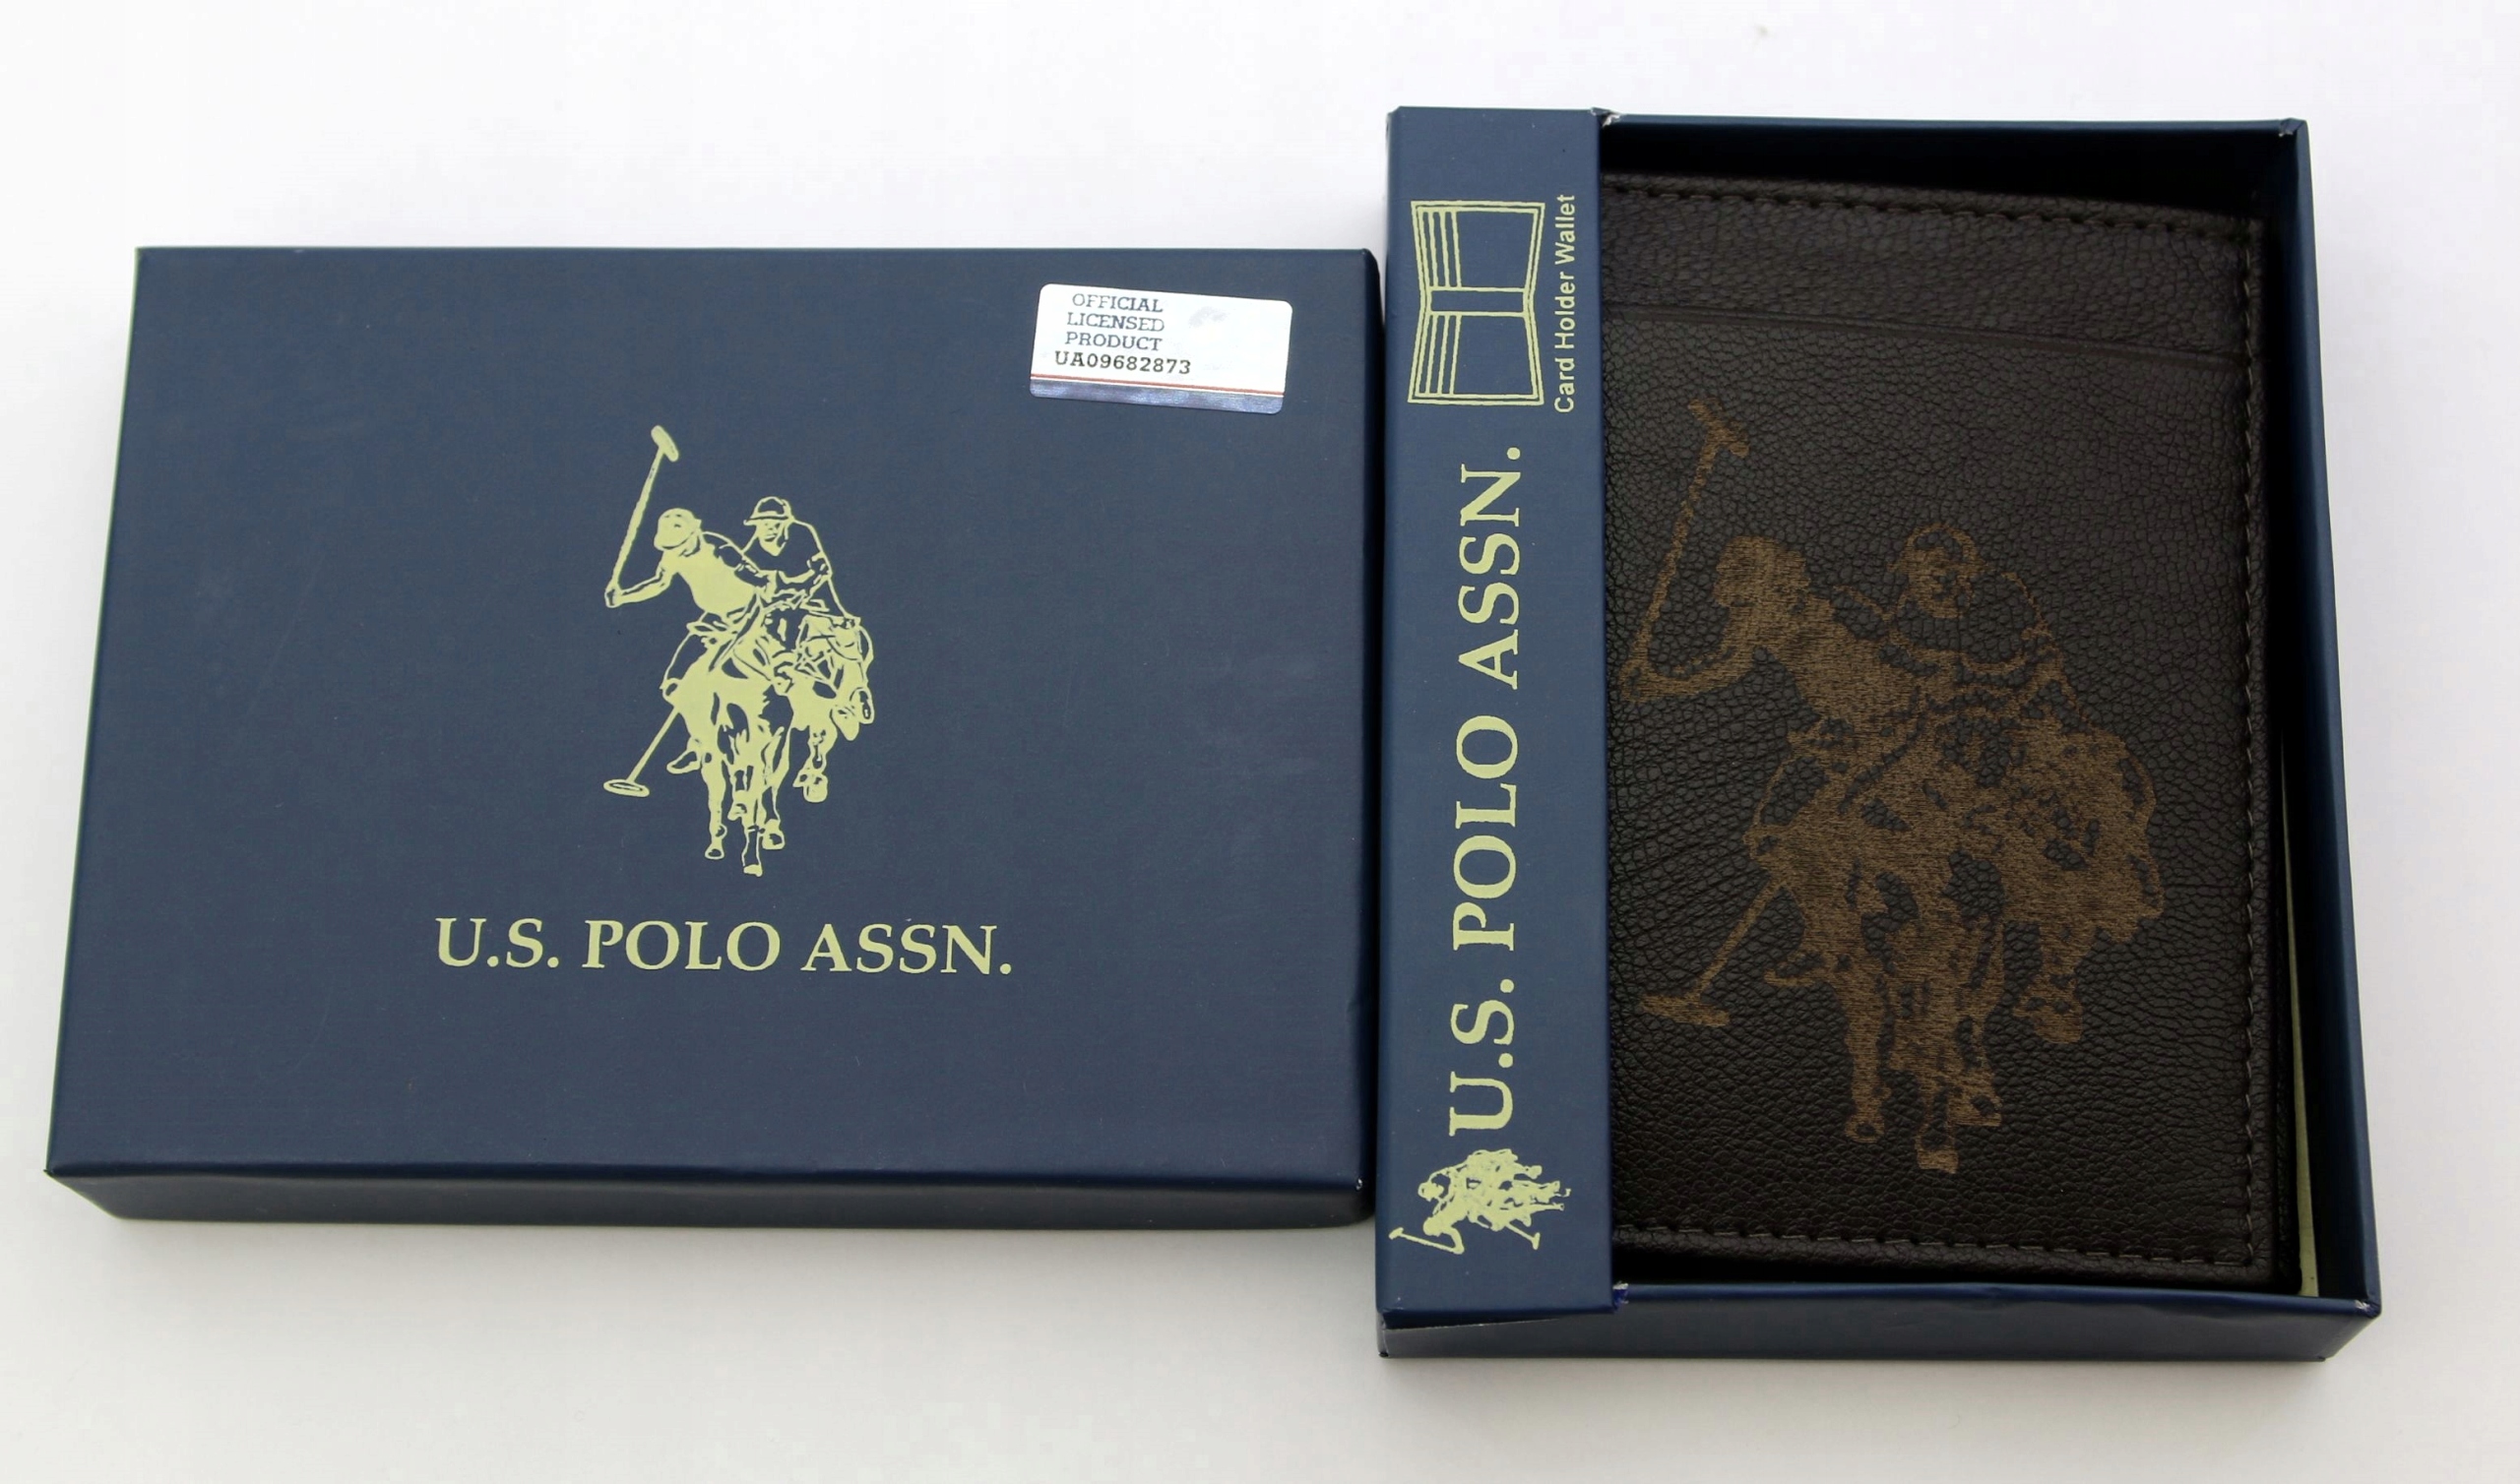 OFFICIAL
LICENSED
PRODUCT
UA09682873
U.S. POLO ASSN.
U.S. POLO ASSN.
Card Holder Wallet